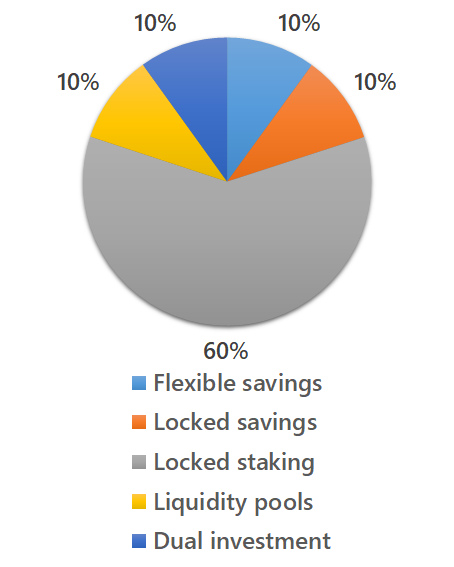 10% 10%
10% 10%
60%
Flexible savings
Locked savings
Locked staking
Liquidity pools
Dual investment